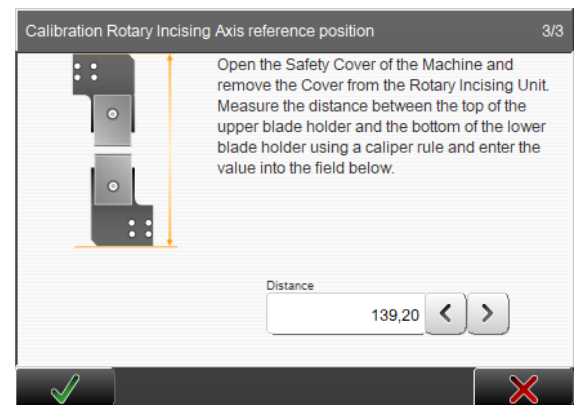 Calibration Rotary Incising Axis reference position 3/3
Open the Safety Cover of the Machine and
remove the Cover from the Rotary Incising Unit.
Measure the distance between the top of the
upper blade holder and the bottom of the lower
blade holder using a caliper rule and enter the
value into the field below.
Distance
139,20